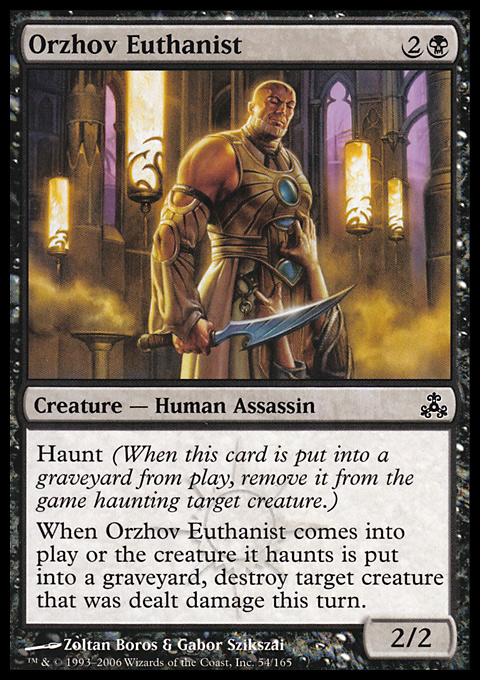 Orzhov Euthanist 2
Creature — Human Assassin
Haunt (When this card is put into a
graveyard from play, remove it from the
game haunting target creature.)
When Orzhov Euthanist comes into
play or the creature it haunts is put
into a graveyard, destroy target creature
that was dealt damage this turn.
Zoltan Boros & Gabor Szikszai
2/2
™ & © 1993–2006 Wizards of the Coast, Inc. 54/165